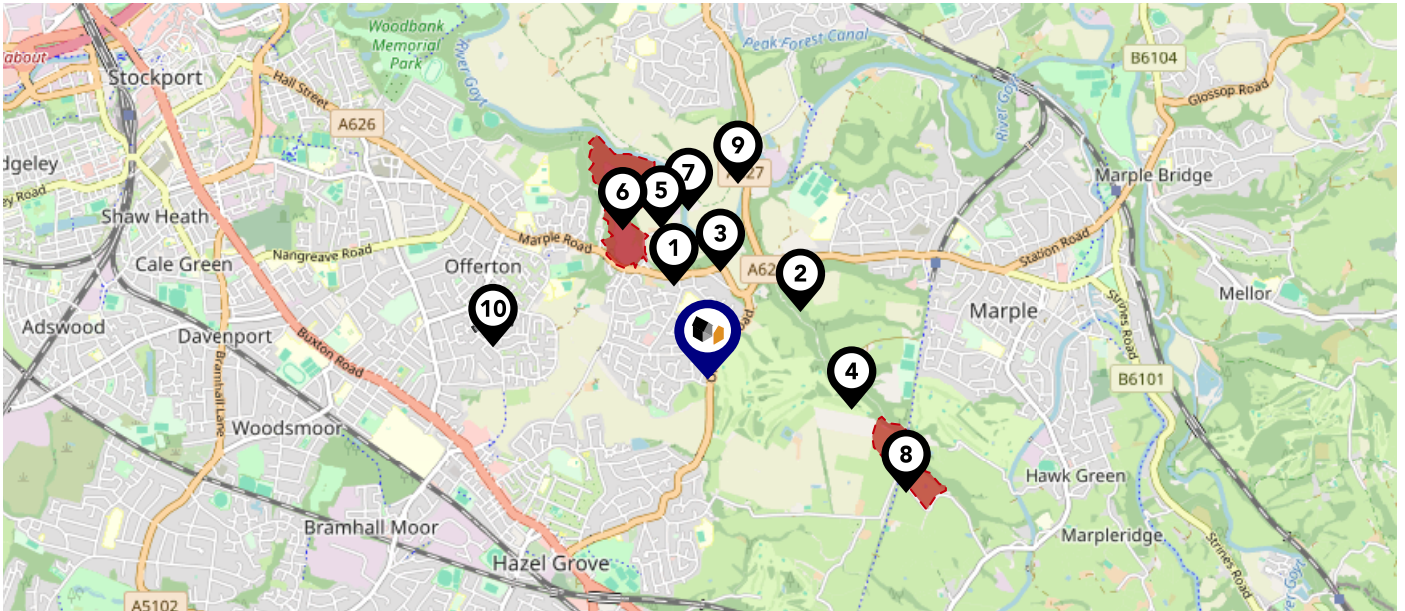 Woodbank
Memorial
Park
Peak Forest Canal
B6104
Stockport
Hall Street
River Goyt
Glossop Road
A626
9
7
Marple Bridge
6
5
Shaw Heath
Marple Road
3
1
Station Road
Nangreave Road
Cale Green
Offerton
A62
2
Mellor
10
Marple
Strines Road
Adswood
Davenport
Buxton Road
4
B6101
Bramhall Lane
Woodsmoor
8
Hawk Green
Bramhall Moor
Marpleridge
Strines Road
Hazel Grove
A5102